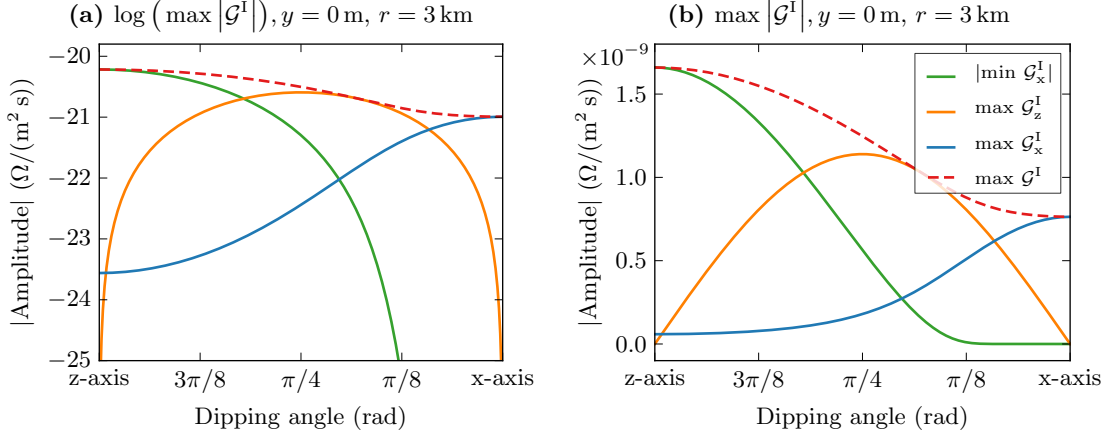 (a) log ( max |𝒢^I| ), y = 0 m, r = 3 km
|Amplitude| (Ω/(m² s))
−20
−21
−22
−23
−24
−25
z-axis 3π/8 π/4 π/8 x-axis
Dipping angle (rad)
(b) max |𝒢^I|, y = 0 m, r = 3 km
×10⁻⁹
|Amplitude| (Ω/(m² s))
1.5
1.0
0.5
0.0
|min 𝒢_x^I|
max 𝒢_z^I
max 𝒢_x^I
max 𝒢^I
z-axis 3π/8 π/4 π/8 x-axis
Dipping angle (rad)